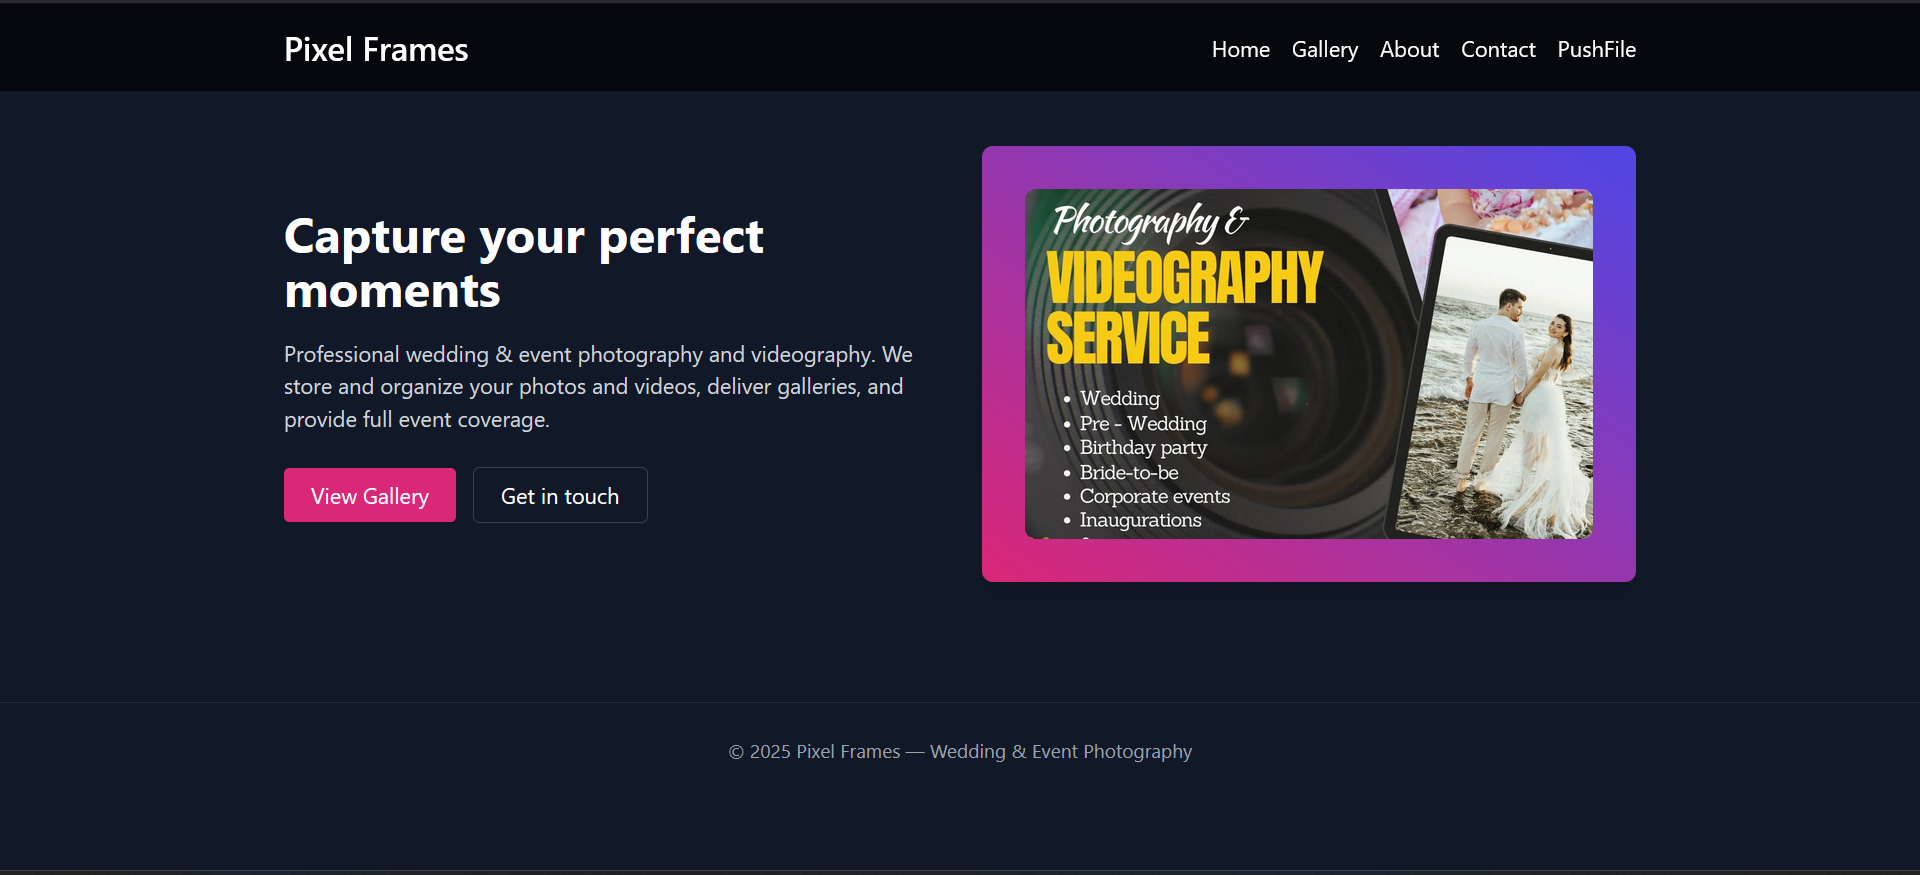 Pixel Frames
Home Gallery About Contact PushFile
Capture your perfect
moments
Professional wedding & event photography and videography. We
store and organize your photos and videos, deliver galleries, and
provide full event coverage.
View Gallery Get in touch
Photography &
VIDEOGRAPHY
SERVICE
• Wedding
• Pre - Wedding
• Birthday party
• Bride-to-be
• Corporate events
• Inaugurations
© 2025 Pixel Frames — Wedding & Event Photography